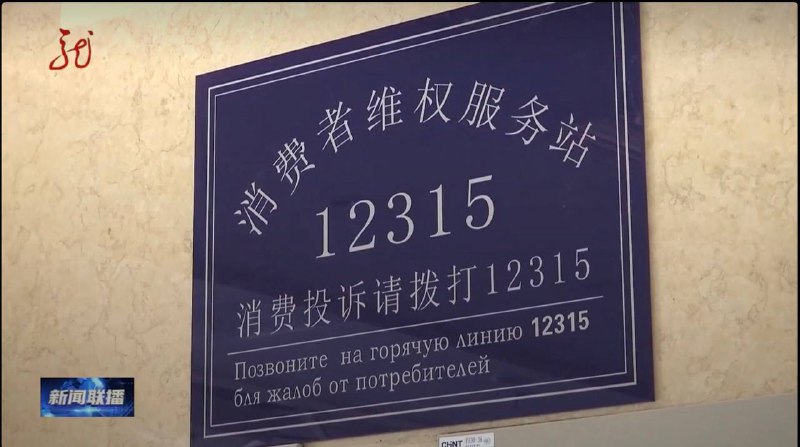 龙
消费者维权服务站
12315
消费投诉请拨打12315
Позвоните на горячую линию 12315
бля жалоб от потребителей
新闻联播
CHNT